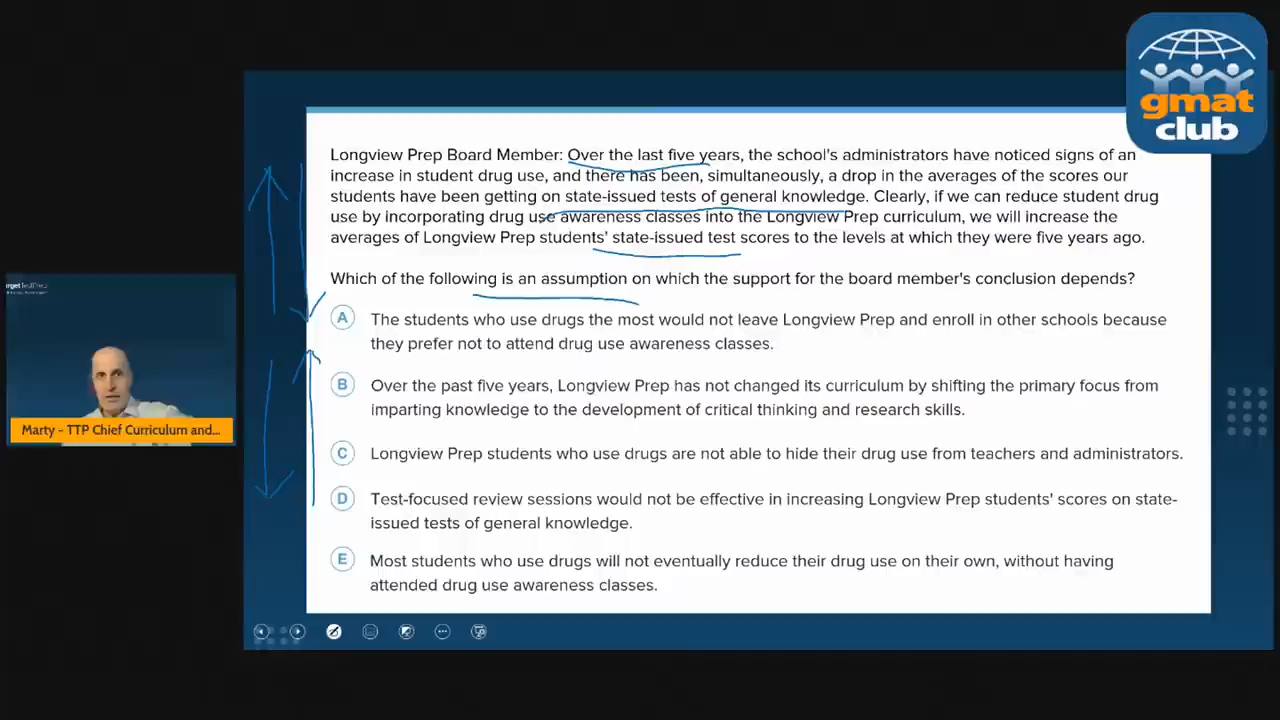 gmat
club
Longview Prep Board Member: Over the last five years, the school's administrators have noticed signs of an
increase in student drug use, and there has been, simultaneously, a drop in the averages of the scores our
students have been getting on state-issued tests of general knowledge. Clearly, if we can reduce student drug
use by incorporating drug use awareness classes into the Longview Prep curriculum, we will increase the
averages of Longview Prep students' state-issued test scores to the levels at which they were five years ago.
Which of the following is an assumption on which the support for the board member's conclusion depends?
A The students who use drugs the most would not leave Longview Prep and enroll in other schools because
they prefer not to attend drug use awareness classes.
B Over the past five years, Longview Prep has not changed its curriculum by shifting the primary focus from
imparting knowledge to the development of critical thinking and research skills.
C Longview Prep students who use drugs are not able to hide their drug use from teachers and administrators.
D Test-focused review sessions would not be effective in increasing Longview Prep students' scores on state-
issued tests of general knowledge.
E Most students who use drugs will not eventually reduce their drug use on their own, without having
attended drug use awareness classes.
Marty - TTP Chief Curriculum and...